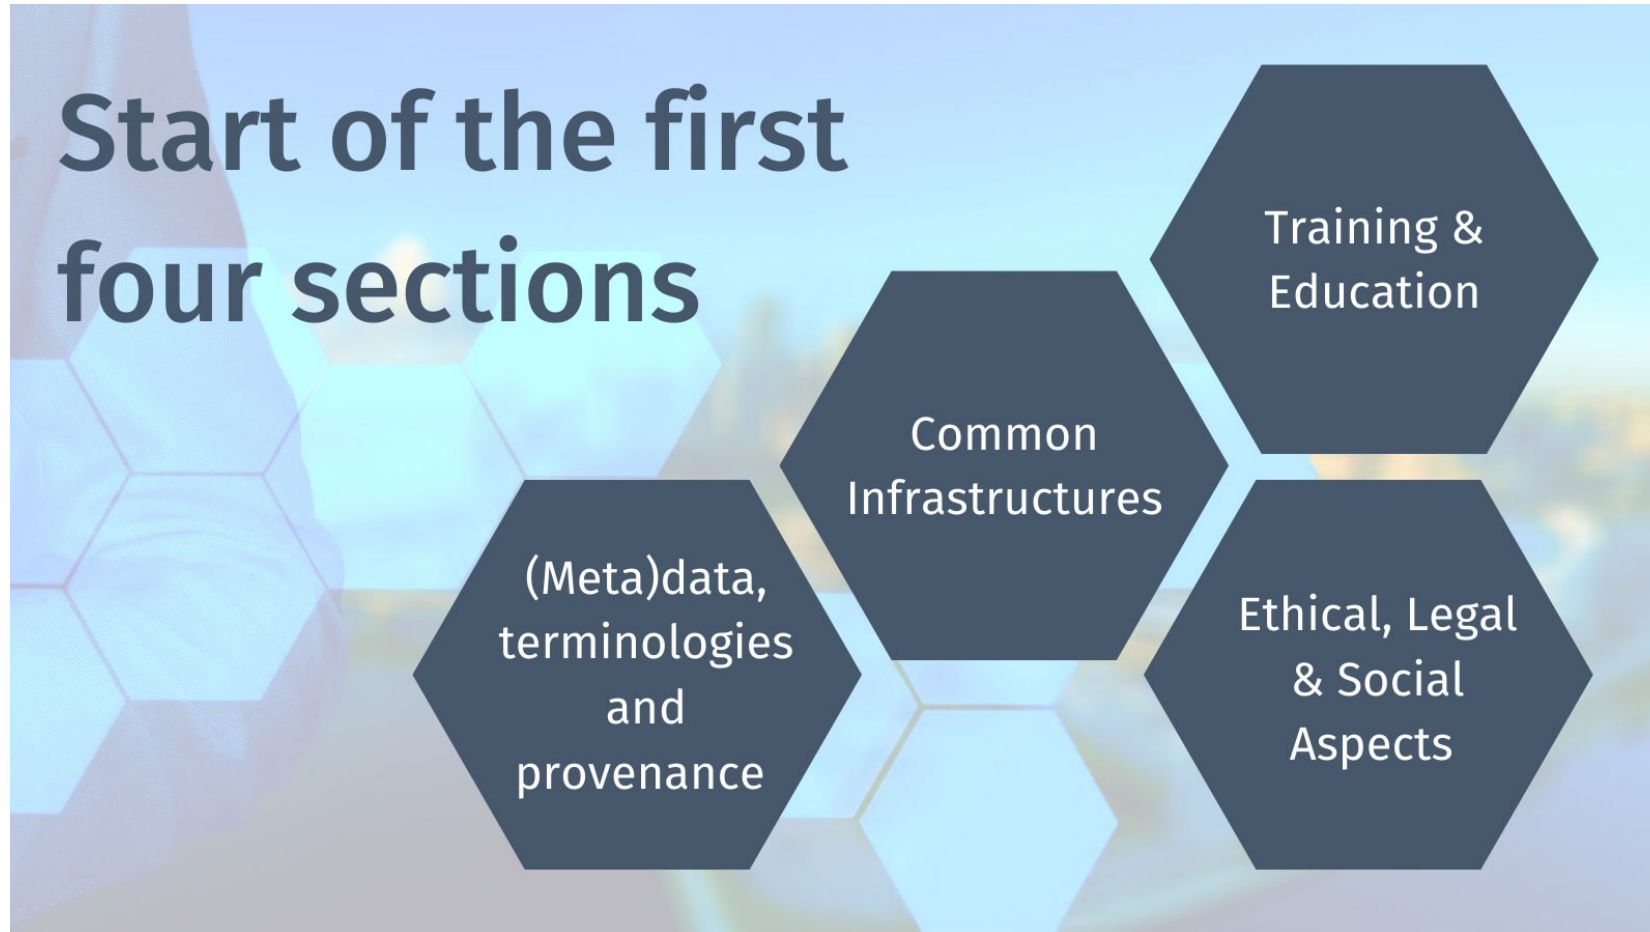 Start of the first
four sections
Training &
Education
Common
Infrastructures
(Meta)data,
terminologies
and
provenance
Ethical, Legal
& Social
Aspects